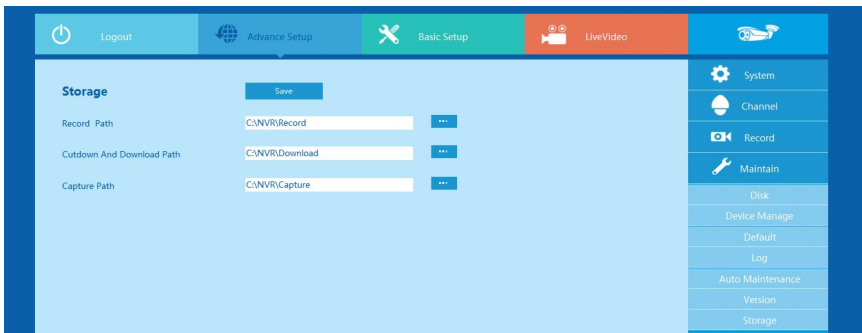 Logout
Advance Setup
Basic Setup
LiveVideo
Storage
Save
Record Path
C:\NVR\Record
...
Cutdown And Download Path
C:\NVR\Download
...
Capture Path
C:\NVR\Capture
...
System
Channel
Record
Maintain
Disk
Device Manage
Default
Log
Auto Maintenance
Version
Storage